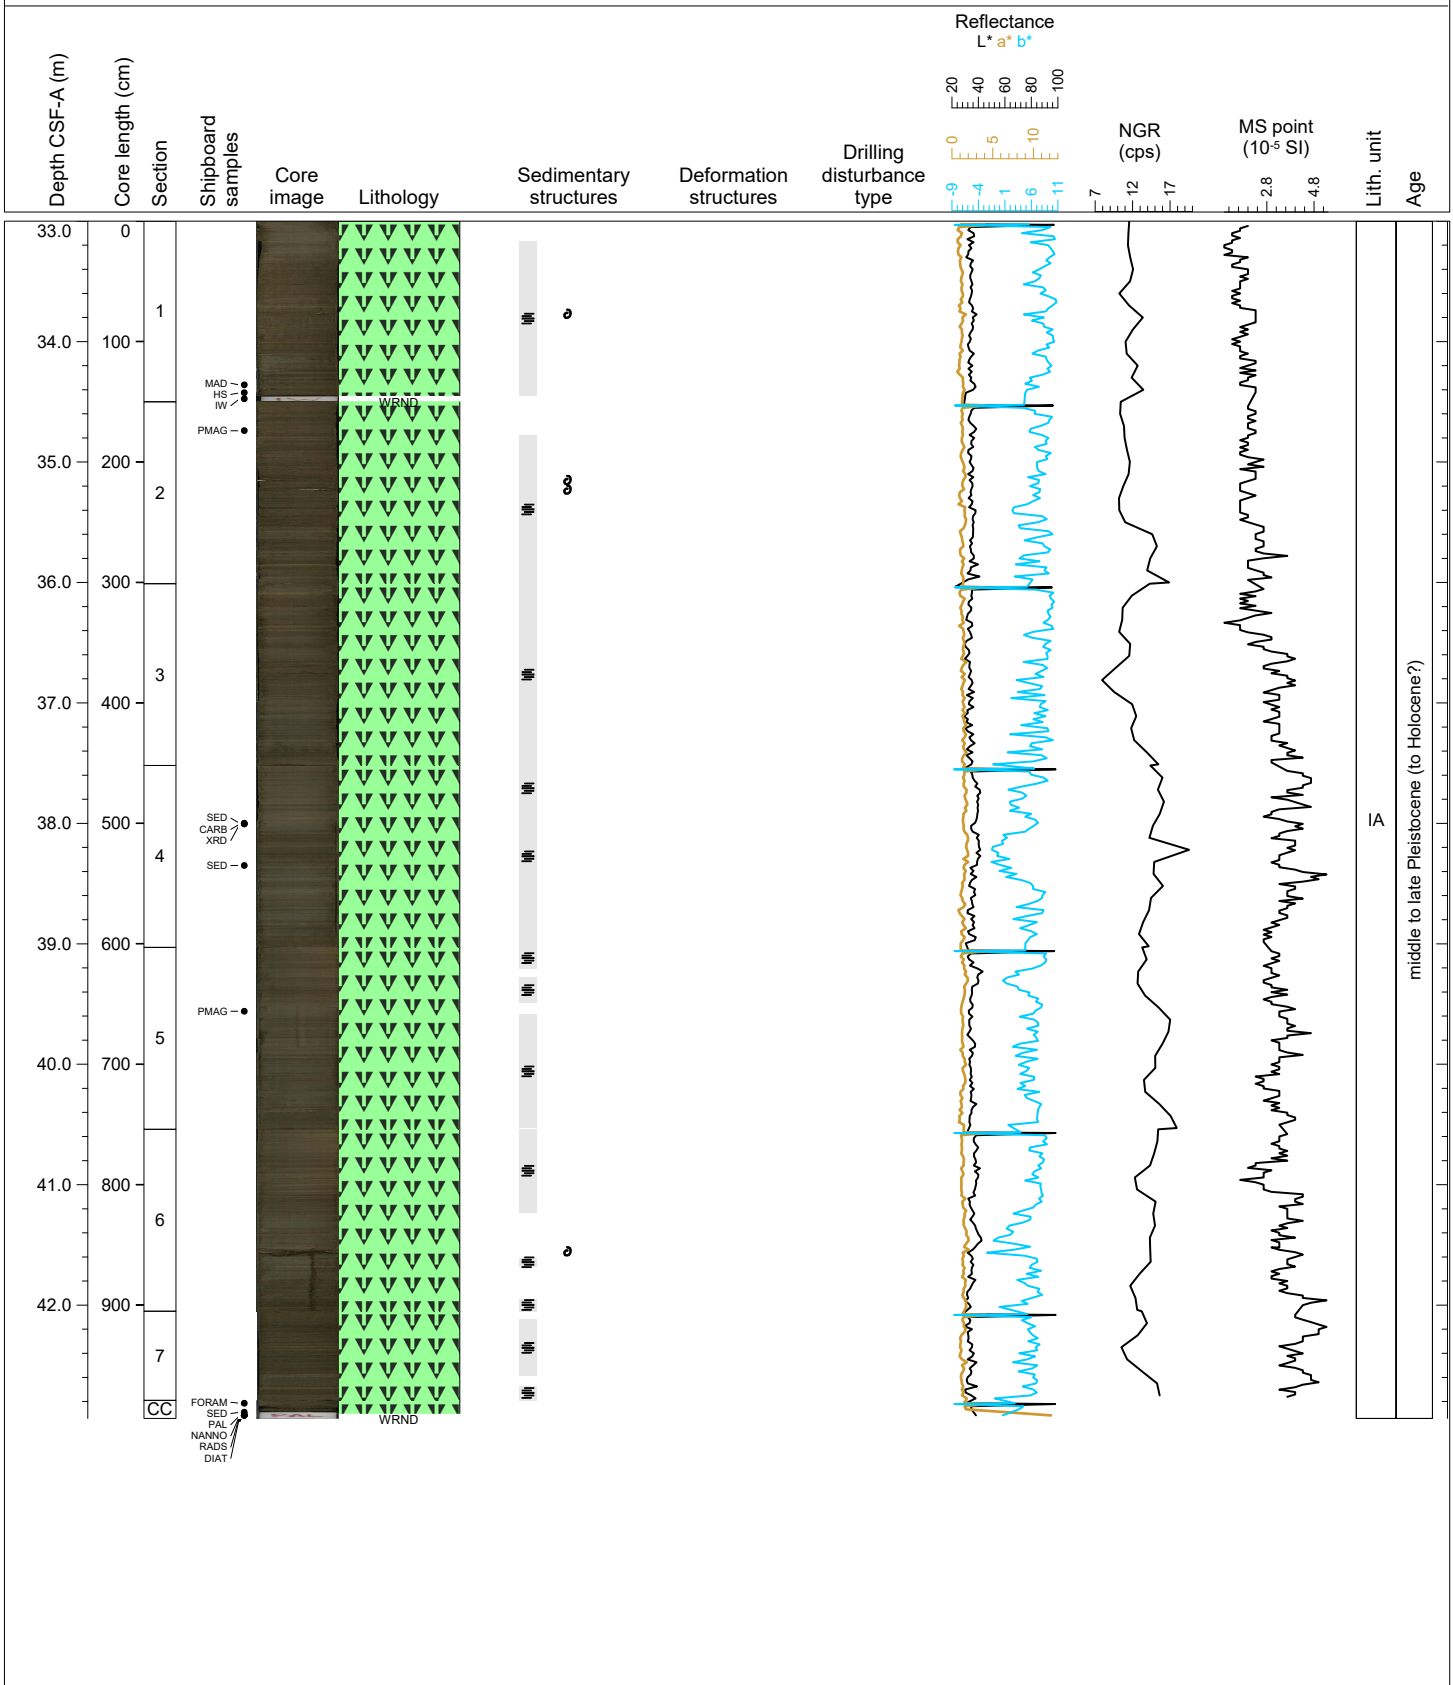 Reflectance
L* a* b*
20 40 60 80 100
0 5 10
-9 -4 1 6 11
Depth CSF-A (m)
Core length (cm)
Section
Shipboard samples
Core image
Lithology
Sedimentary structures
Deformation structures
Drilling disturbance type
NGR (cps)
7 12 17
MS point (10-5 SI)
2.8 4.8
Lith. unit
Age
33.0 0
1
34.0 100
MAD
HS
IW
WRND
PMAG
35.0 200
2
36.0 300
3
37.0 400
SED
38.0 500
CARB
XRD
IA
4
SED
middle to late Pleistocene (to Holocene?)
39.0 600
PMAG
5
40.0 700
41.0 800
6
42.0 900
7
FORAM
CC
SED
PAL
WRND
PAL
NANNO
RADS
DIAT